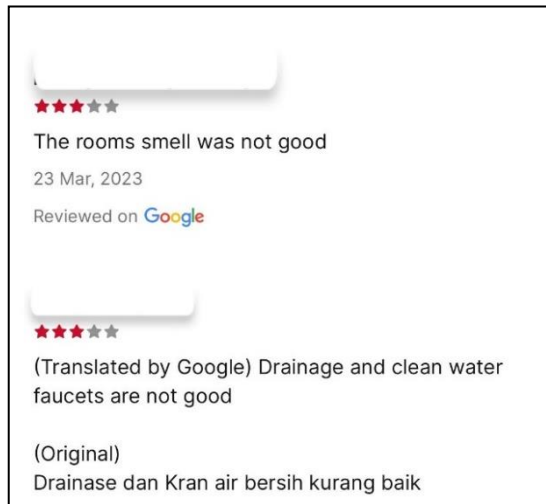 The rooms smell was not good
23 Mar, 2023
Reviewed on Google
(Translated by Google) Drainage and clean water
faucets are not good
(Original)
Drainase dan Kran air bersih kurang baik